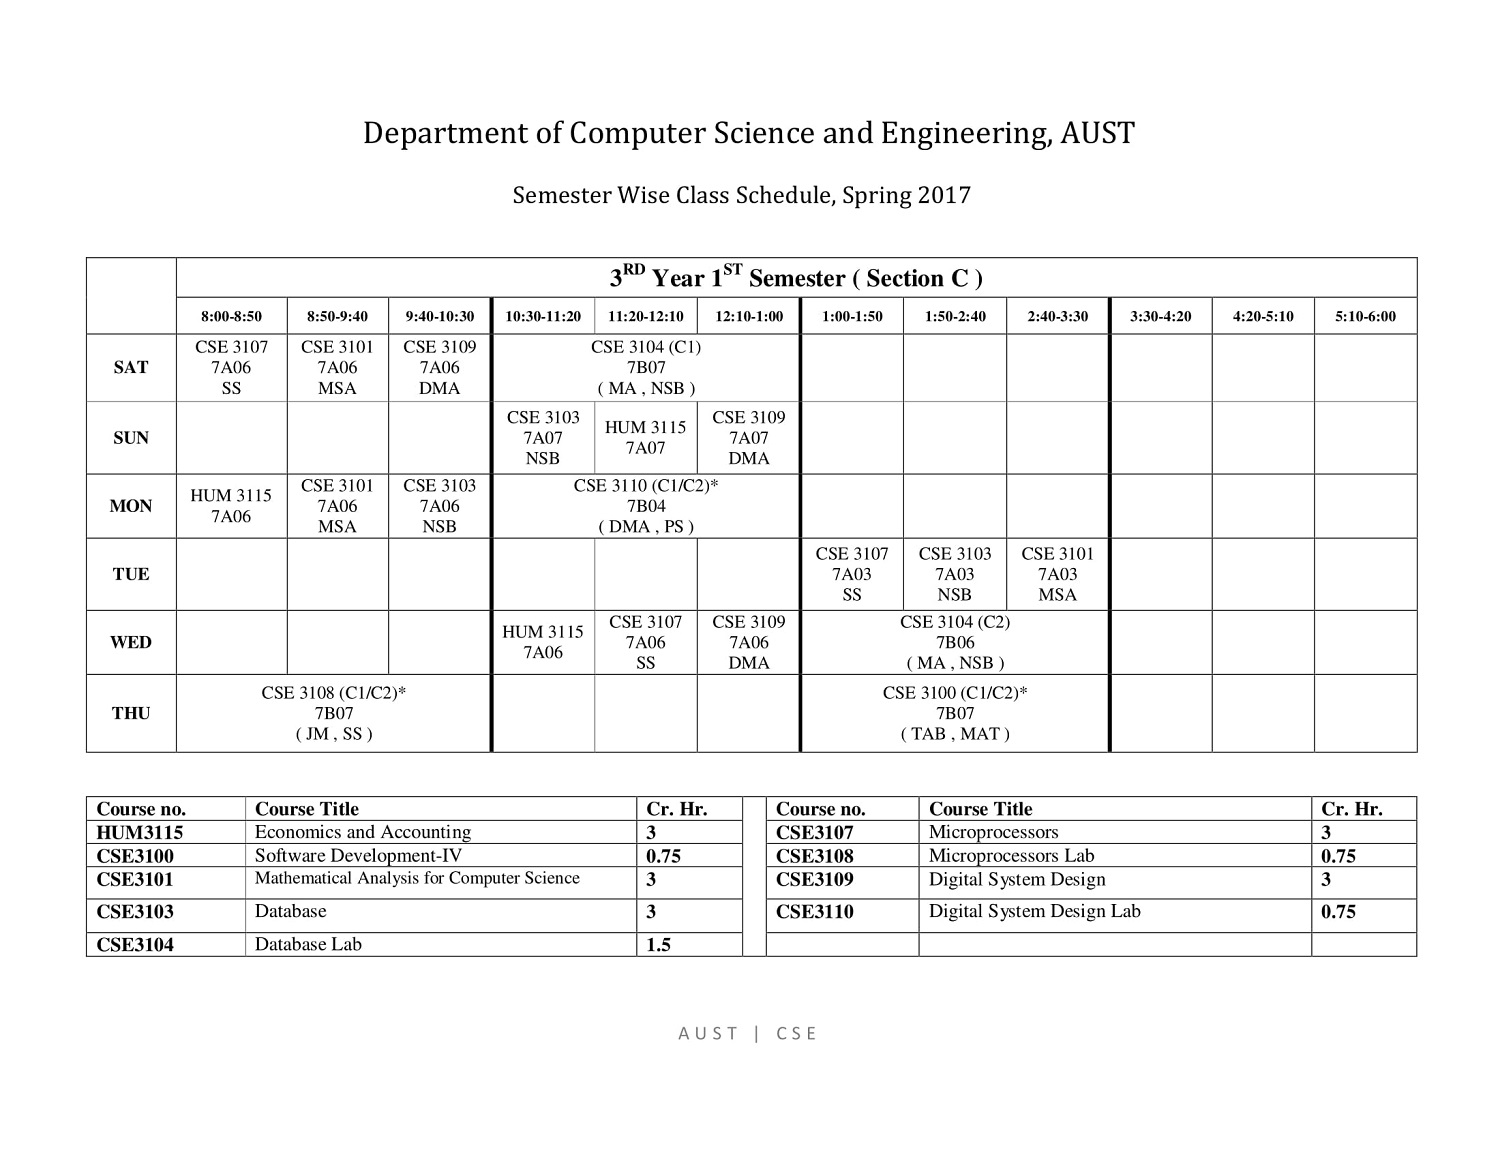 Department of Computer Science and Engineering, AUST
Semester Wise Class Schedule, Spring 2017
3RD Year 1ST Semester ( Section C )
8:00-8:50 8:50-9:40 9:40-10:30 10:30-11:20 11:20-12:10 12:10-1:00 1:00-1:50 1:50-2:40 2:40-3:30 3:30-4:20 4:20-5:10 5:10-6:00
SAT
CSE 3107
7A06
SS
CSE 3101
7A06
MSA
CSE 3109
7A06
DMA
CSE 3104 (C1)
7B07
( MA , NSB )
SUN
CSE 3103
7A07
NSB
HUM 3115
7A07
CSE 3109
7A07
DMA
MON
HUM 3115
7A06
CSE 3101
7A06
MSA
CSE 3103
7A06
NSB
CSE 3110 (C1/C2)*
7B04
( DMA , PS )
TUE
CSE 3107
7A03
SS
CSE 3103
7A03
NSB
CSE 3101
7A03
MSA
WED
HUM 3115
7A06
CSE 3107
7A06
SS
CSE 3109
7A06
DMA
CSE 3104 (C2)
7B06
( MA , NSB )
THU
CSE 3108 (C1/C2)*
7B07
( JM , SS )
CSE 3100 (C1/C2)*
7B07
( TAB , MAT )
Course no. Course Title Cr. Hr. Course no. Course Title Cr. Hr.
HUM3115 Economics and Accounting 3 CSE3107 Microprocessors 3
CSE3100 Software Development-IV 0.75 CSE3108 Microprocessors Lab 0.75
CSE3101 Mathematical Analysis for Computer Science 3 CSE3109 Digital System Design 3
CSE3103 Database 3 CSE3110 Digital System Design Lab 0.75
CSE3104 Database Lab 1.5
AUST | CSE